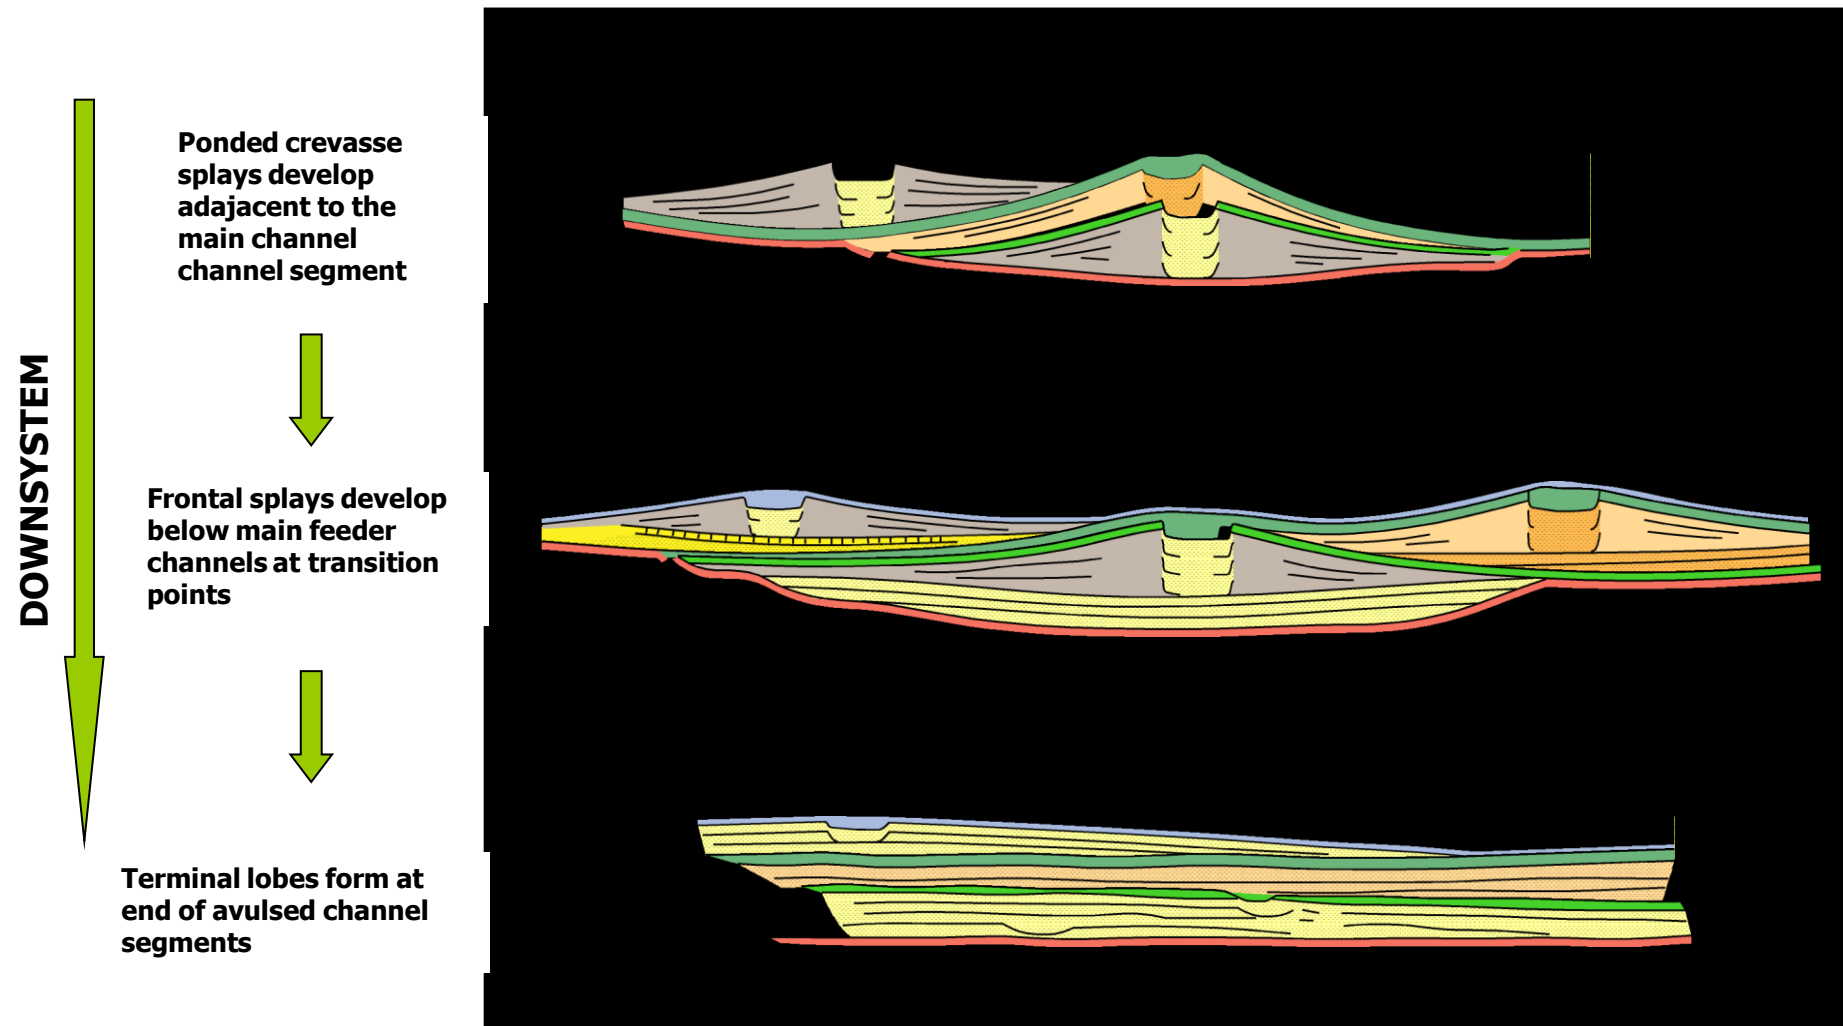 DOWNSYSTEM
Ponded crevasse
splays develop
adajacent to the
main channel
channel segment
Frontal splays develop
below main feeder
channels at transition
points
Terminal lobes form at
end of avulsed channel
segments